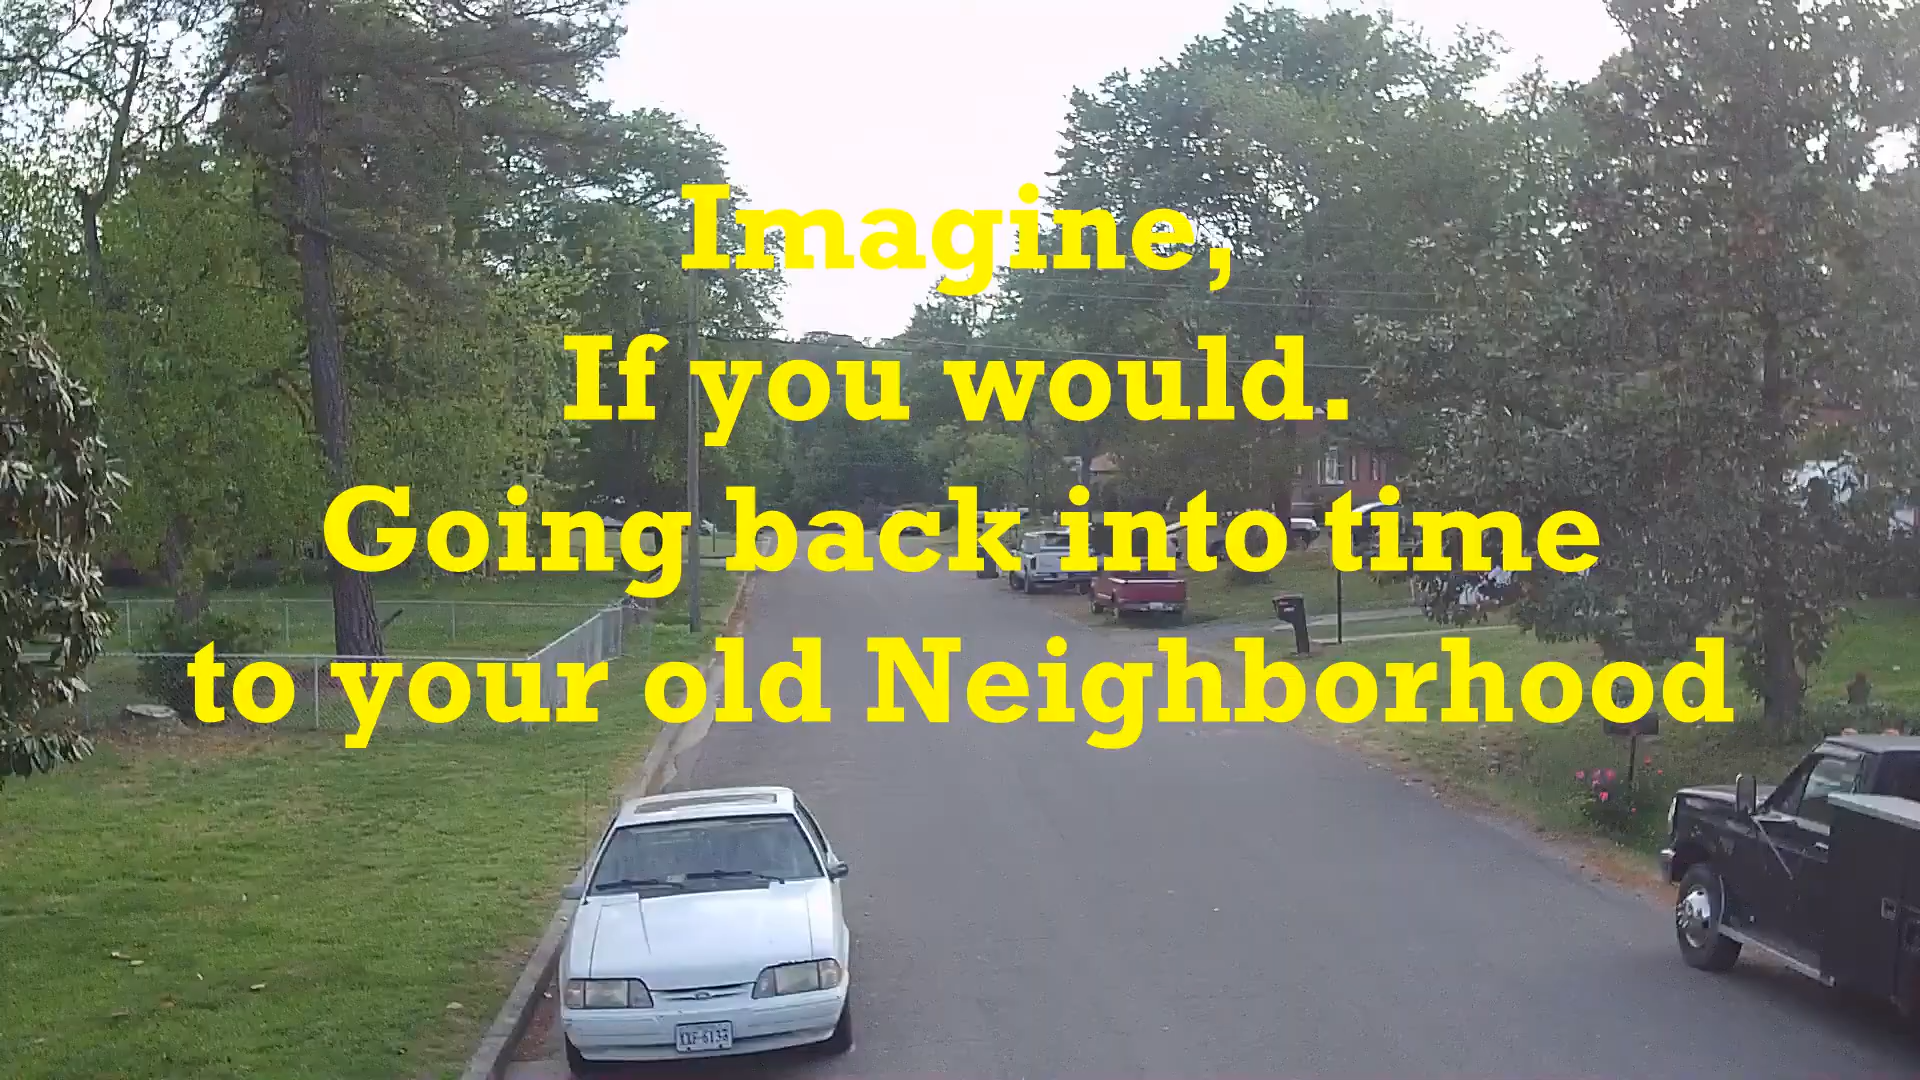 Imagine,
If you would.
Going back into time
to your old Neighborhood